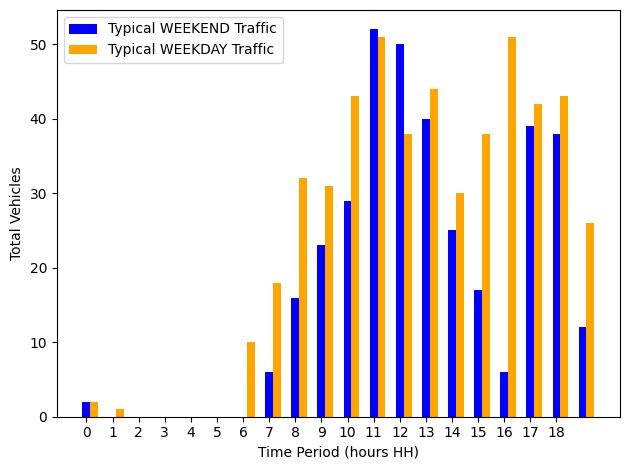 Typical WEEKEND Traffic
Typical WEEKDAY Traffic
50
40
30
20
10
0
Total Vehicles
0 1 2 3 4 5 6 7 8 9 10 11 12 13 14 15 16 17 18
Time Period (hours HH)